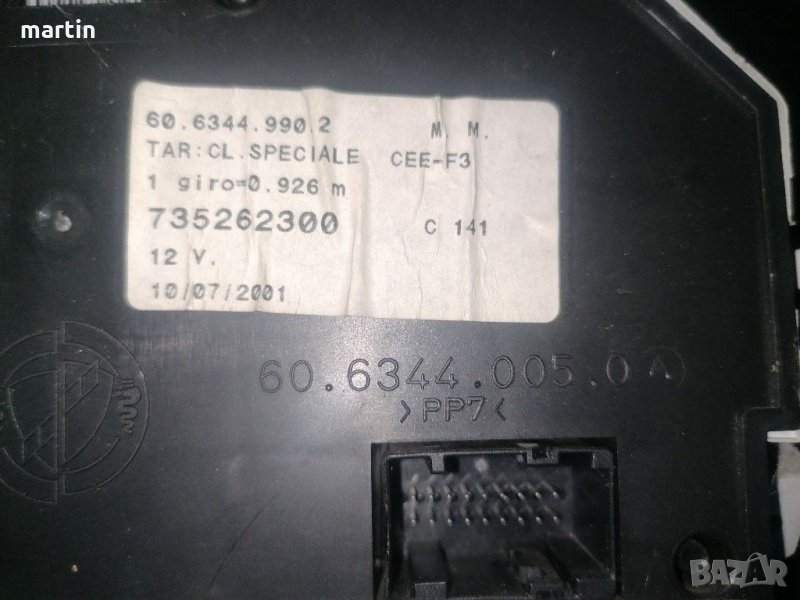 martin
60.6344.990.2 M. M.
TAR:CL.SPECIALE CEE-F3
1 giro=0.926 m
735262300 C 141
12 V.
10/07/2001
60.6344.005.0 A
>PP7<
BAZAR